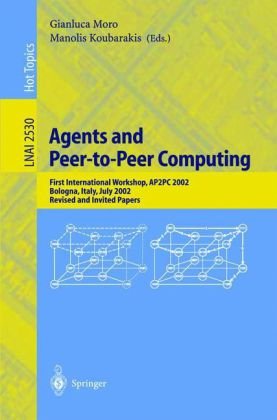 Gianluca Moro
Manolis Koubarakis (Eds.)
Hot Topics
LNAI 2530
Agents and
Peer-to-Peer Computing
First International Workshop, AP2PC 2002
Bologna, Italy, July 2002
Revised and Invited Papers
Springer